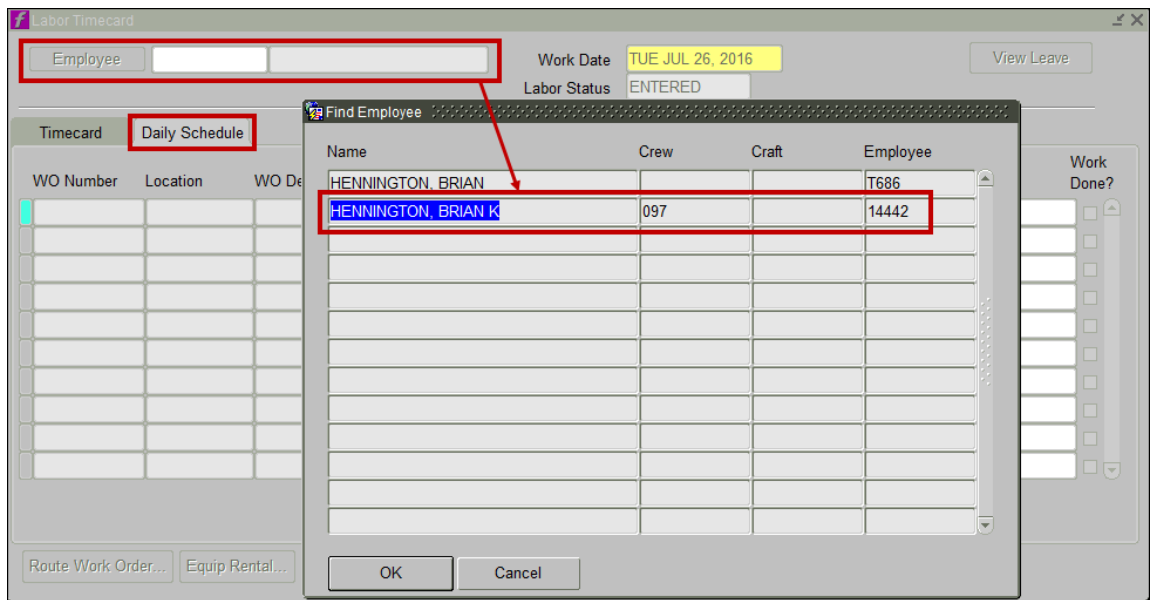 Labor Timecard
Employee
Work Date TUE JUL 26, 2016
View Leave
Labor Status ENTERED
Find Employee
Timecard Daily Schedule
Name Crew Craft Employee
WO Number Location WO De
Work
Done?
HENNINGTON, BRIAN T686
HENNINGTON, BRIAN K 097 14442
Route Work Order... Equip Rental...
OK Cancel